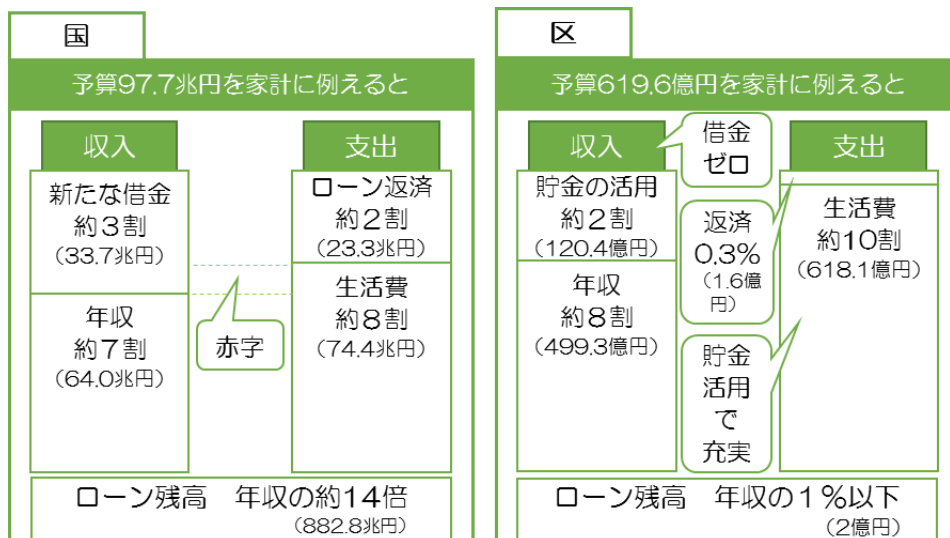 国
予算97.7兆円を家計に例えると
収入
新たな借金
約3割
(33.7兆円)
年収
約7割
(64.0兆円)
赤字
支出
ローン返済
約2割
(23.3兆円)
生活費
約8割
(74.4兆円)
ローン残高　年収の約14倍
(882.8兆円)
区
予算619.6億円を家計に例えると
収入
貯金の活用
約2割
(120.4億円)
年収
約8割
(499.3億円)
借金
ゼロ
返済
0.3%
(1.6億
円)
貯金
活用
で
充実
支出
生活費
約10割
(618.1億円)
ローン残高　年収の1%以下
(2億円)